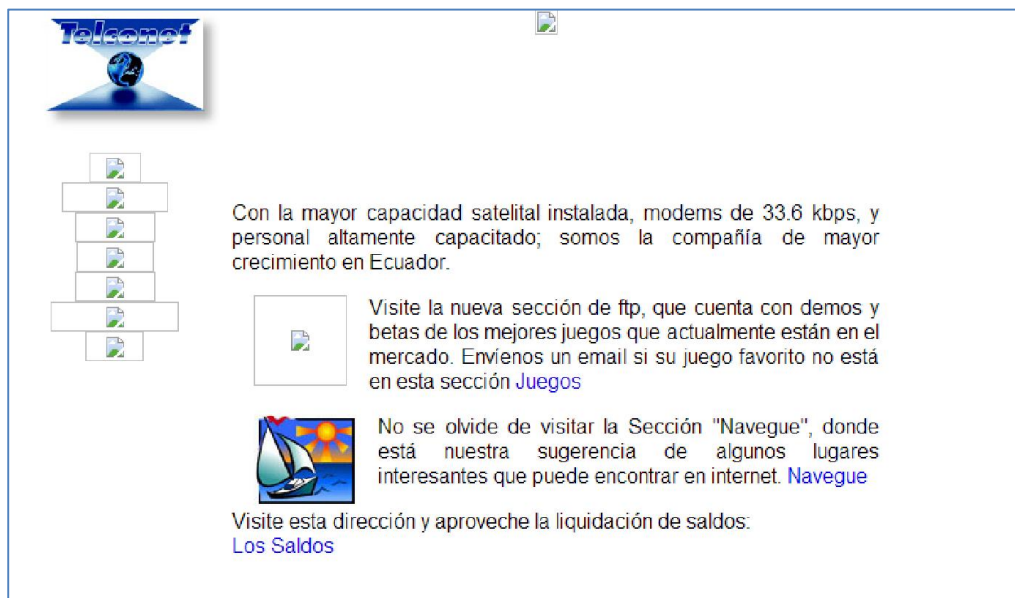 Telconet
Con la mayor capacidad satelital instalada, modems de 33.6 kbps, y
personal altamente capacitado; somos la compañía de mayor
crecimiento en Ecuador.
Visite la nueva sección de ftp, que cuenta con demos y
betas de los mejores juegos que actualmente están en el
mercado. Envíenos un email si su juego favorito no está
en esta sección Juegos
No se olvide de visitar la Sección "Navegue", donde
está nuestra sugerencia de algunos lugares
interesantes que puede encontrar en internet. Navegue
Visite esta dirección y aproveche la liquidación de saldos:
Los Saldos